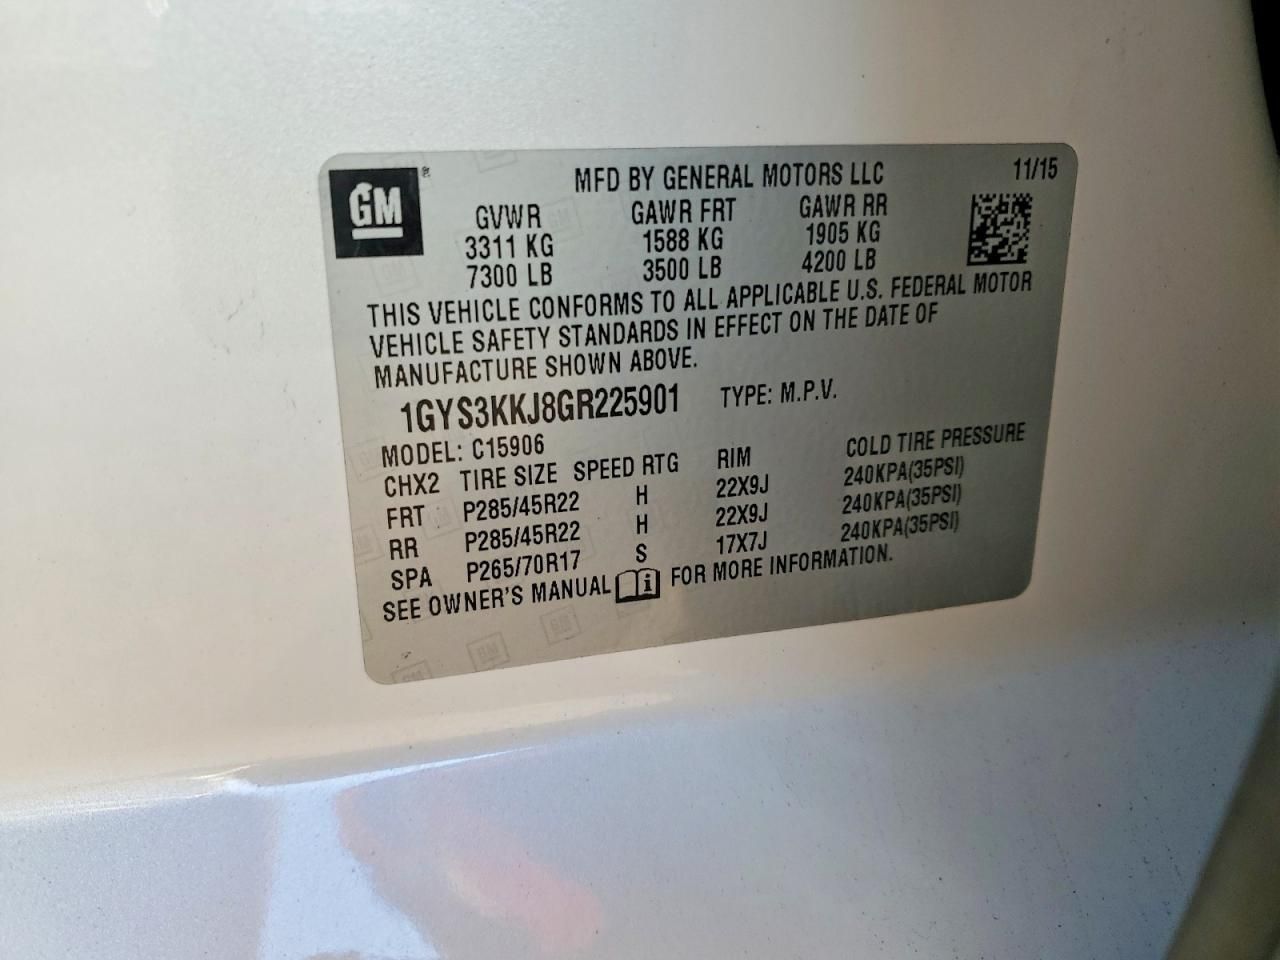 GM ®
MFD BY GENERAL MOTORS LLC 11/15
GVWR GAWR FRT GAWR RR
3311 KG 1588 KG 1905 KG
7300 LB 3500 LB 4200 LB
THIS VEHICLE CONFORMS TO ALL APPLICABLE U.S. FEDERAL MOTOR
VEHICLE SAFETY STANDARDS IN EFFECT ON THE DATE OF
MANUFACTURE SHOWN ABOVE.
1GYS3KKJ8GR225901 TYPE: M.P.V.
MODEL: C15906
CHX2 TIRE SIZE SPEED RTG RIM COLD TIRE PRESSURE
FRT P285/45R22 H 22X9J 240KPA(35PSI)
RR P285/45R22 H 22X9J 240KPA(35PSI)
SPA P265/70R17 S 17X7J 240KPA(35PSI)
SEE OWNER'S MANUAL i FOR MORE INFORMATION.